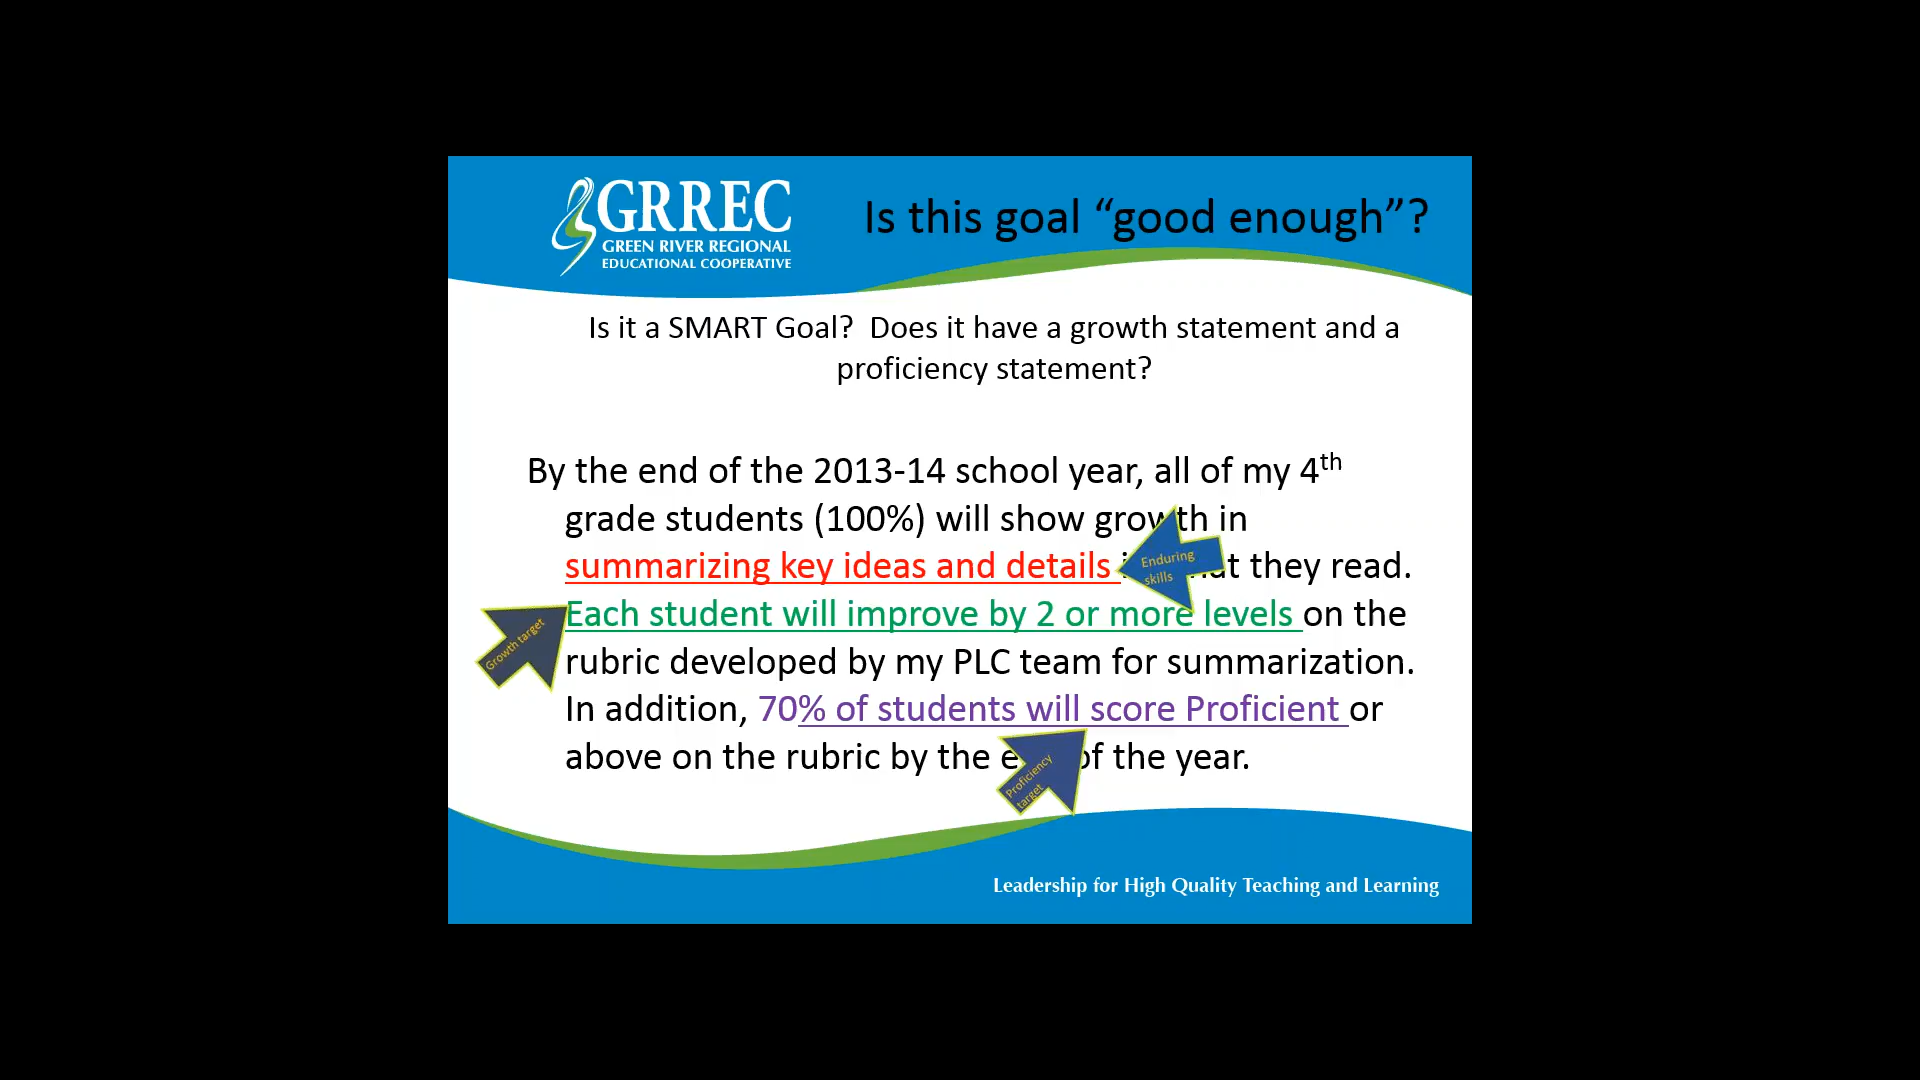 GRREC
GREEN RIVER REGIONAL
EDUCATIONAL COOPERATIVE
Is this goal “good enough”?
Is it a SMART Goal?  Does it have a growth statement and a
proficiency statement?
By the end of the 2013-14 school year, all of my 4th
grade students (100%) will show growth in
summarizing key ideas and details they read.
Enduring
skills
Each student will improve by 2 or more levels on the
Growth target
rubric developed by my PLC team for summarization.
In addition, 70% of students will score Proficient or
above on the rubric by the of the year.
Proficiency
target
Leadership for High Quality Teaching and Learning